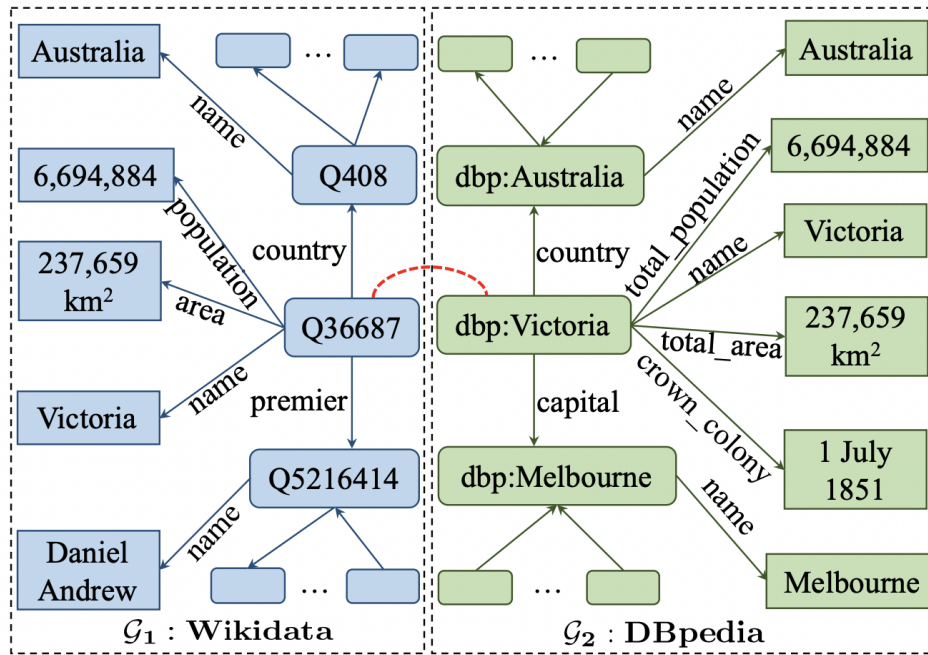 Australia
...
name
6,694,884
Q408
population
country
237,659
km²
area
Q36687
name
Victoria
premier
Q5216414
name
Daniel
Andrew
...
𝒢₁ : Wikidata
...
Australia
name
dbp:Australia
6,694,884
total_population
country
name
Victoria
dbp:Victoria
237,659
km²
total_area
crown_colony
capital
1 July
1851
dbp:Melbourne
name
...
Melbourne
𝒢₂ : DBpedia